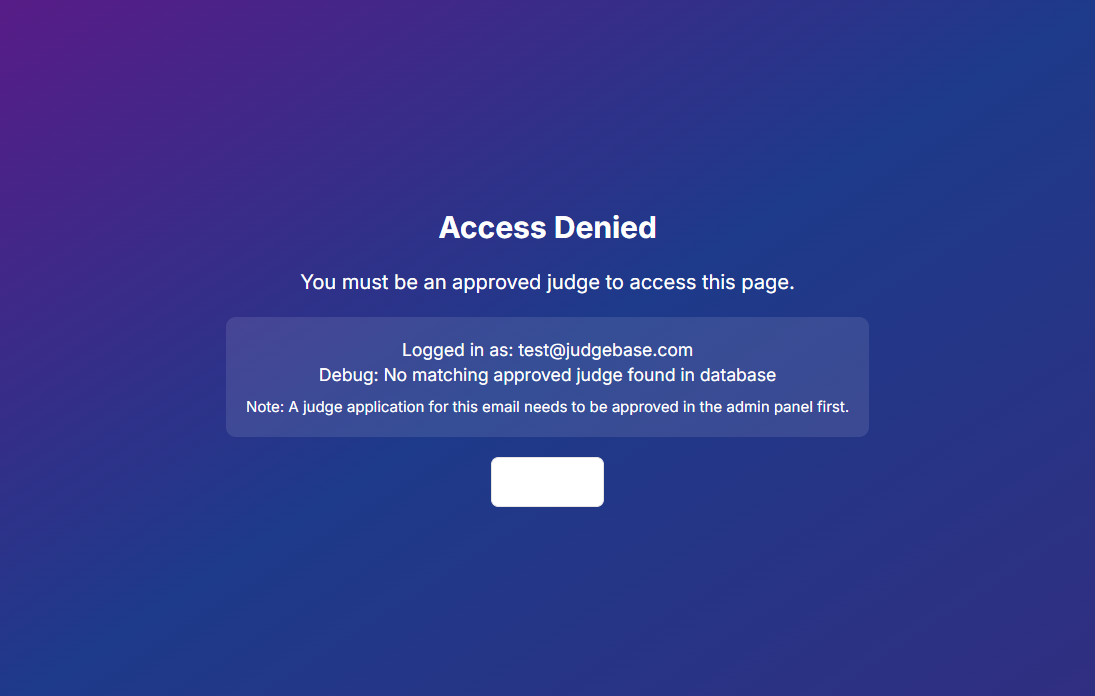 Access Denied
You must be an approved judge to access this page.
Logged in as: test@judgebase.com
Debug: No matching approved judge found in database
Note: A judge application for this email needs to be approved in the admin panel first.